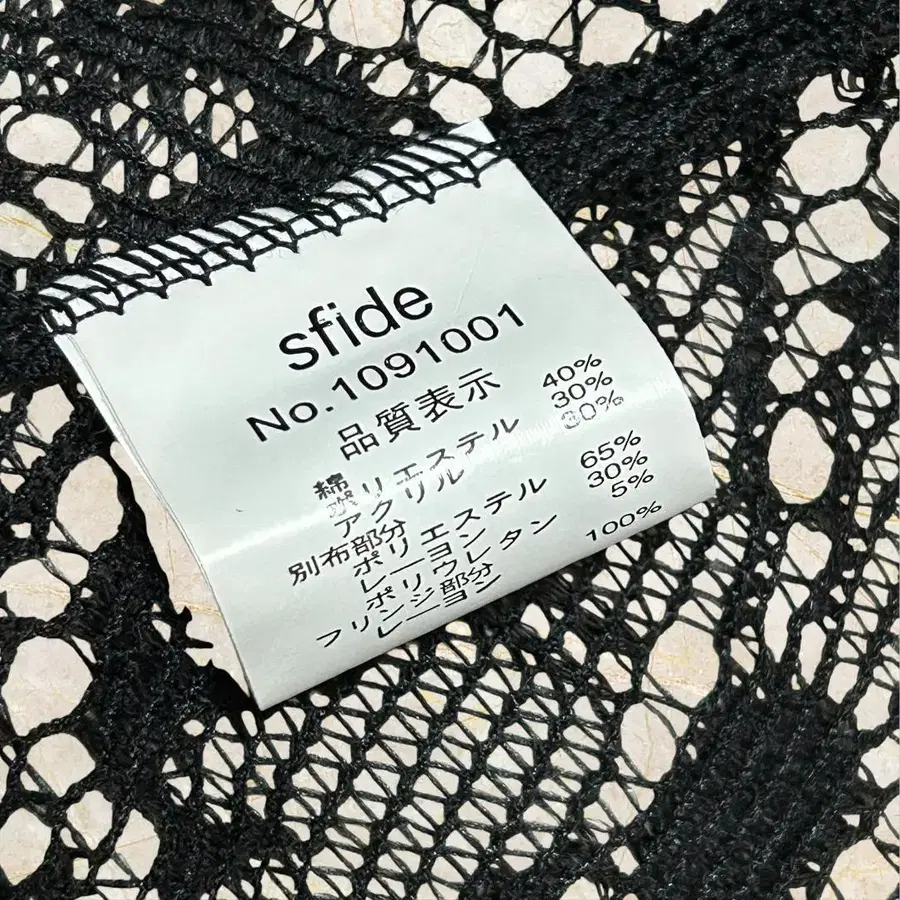 sfide
No.1091001
品質表示
綿 40%
ポリエステル 30%
アクリル 30%
別布部分
ポリエステル 65%
レーヨン 30%
ポリウレタン 5%
フリンジ部分
レーヨン 100%